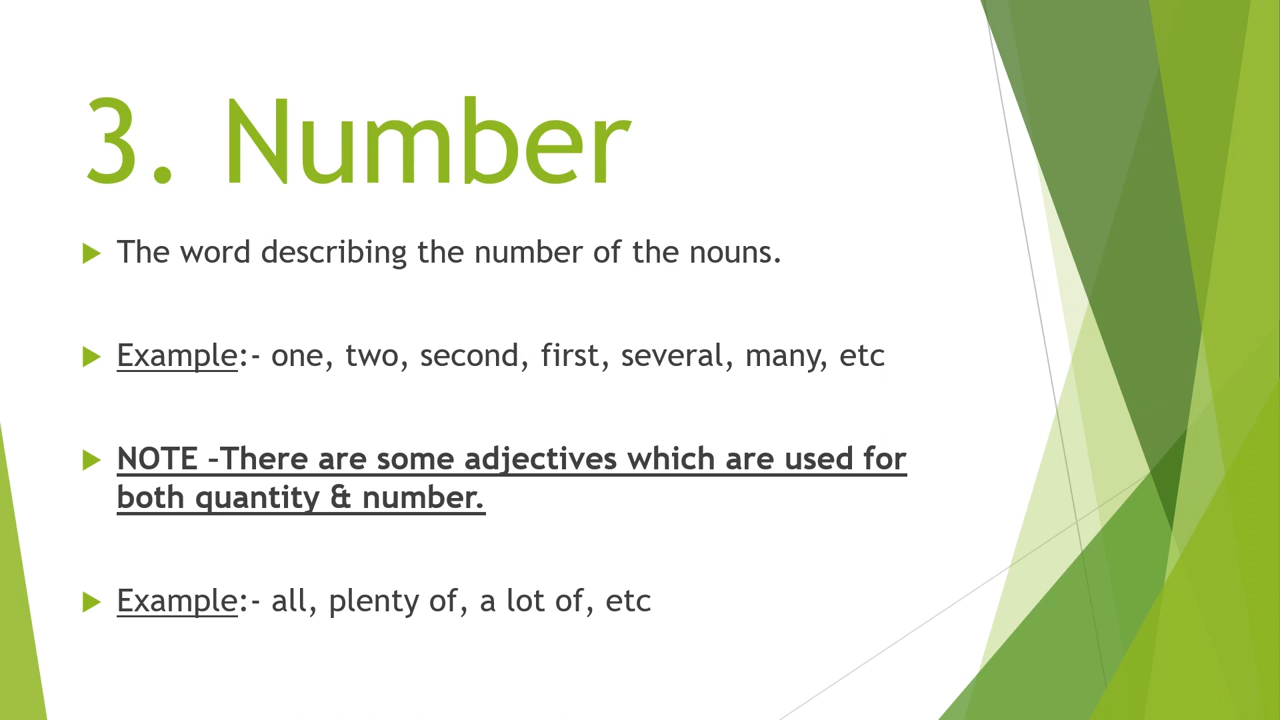 3. Number
The word describing the number of the nouns.
Example:- one, two, second, first, several, many, etc
NOTE –There are some adjectives which are used for
both quantity & number.
Example:- all, plenty of, a lot of, etc